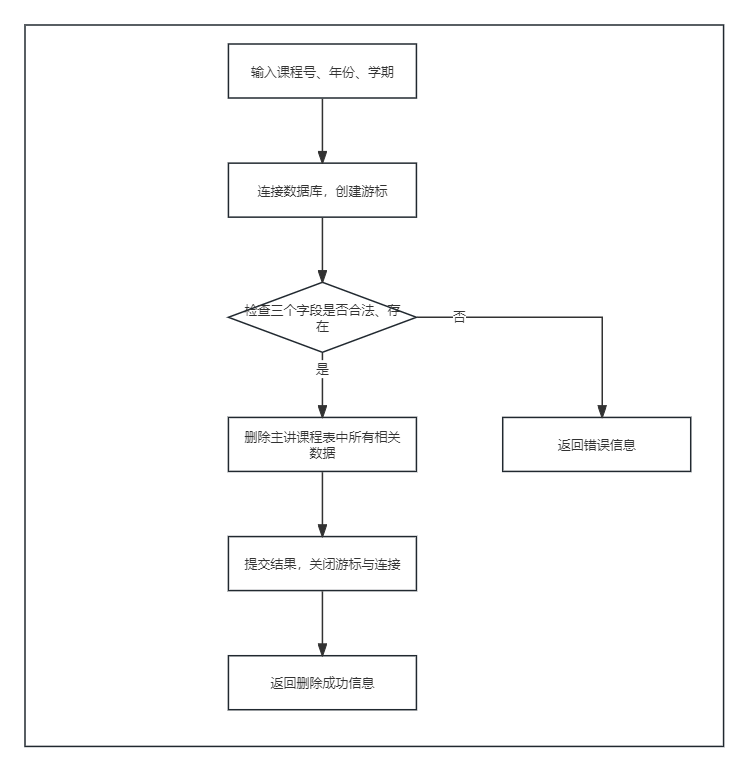 输入课程号、年份、学期
连接数据库，创建游标
检查三个字段是否合法、存
在
否
是
删除主讲课程表中所有相关
数据
返回错误信息
提交结果，关闭游标与连接
返回删除成功信息